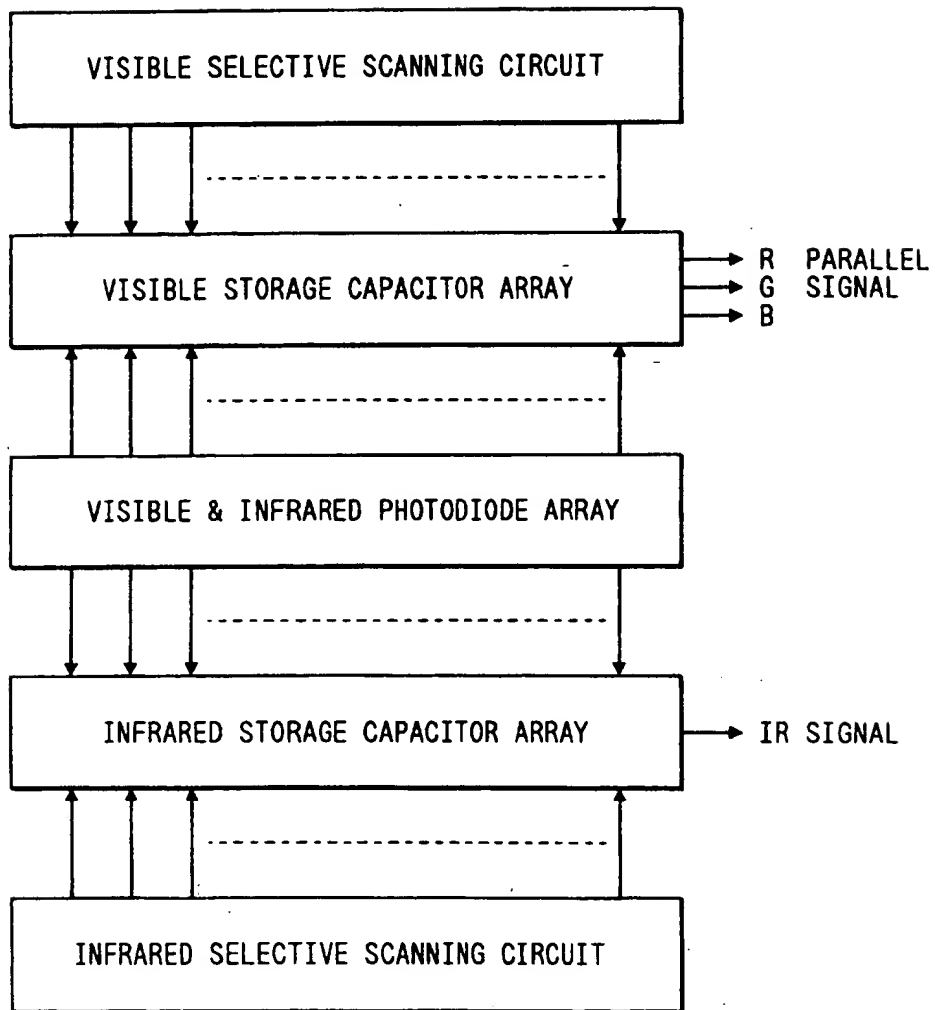 VISIBLE SELECTIVE SCANNING CIRCUIT
VISIBLE STORAGE CAPACITOR ARRAY
R PARALLEL
G SIGNAL
B
VISIBLE & INFRARED PHOTODIODE ARRAY
INFRARED STORAGE CAPACITOR ARRAY
IR SIGNAL
INFRARED SELECTIVE SCANNING CIRCUIT